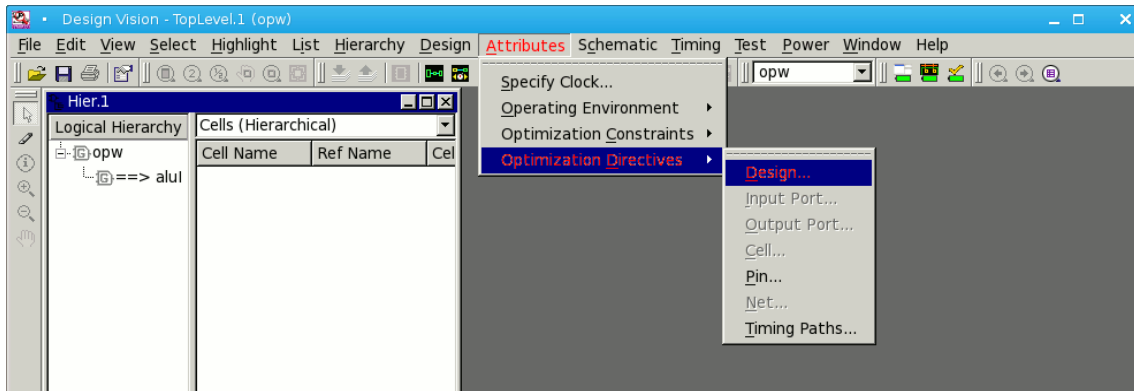 Design Vision - TopLevel.1 (opw)
File Edit View Select Highlight List Hierarchy Design Attributes Schematic Timing Test Power Window Help
opw
Specify Clock...
Operating Environment
Optimization Constraints
Optimization Directives
Design...
Input Port...
Output Port...
Cell...
Pin...
Net...
Timing Paths...
Hier.1
Logical Hierarchy Cells (Hierarchical)
opw Cell Name Ref Name Cel
==> aluI